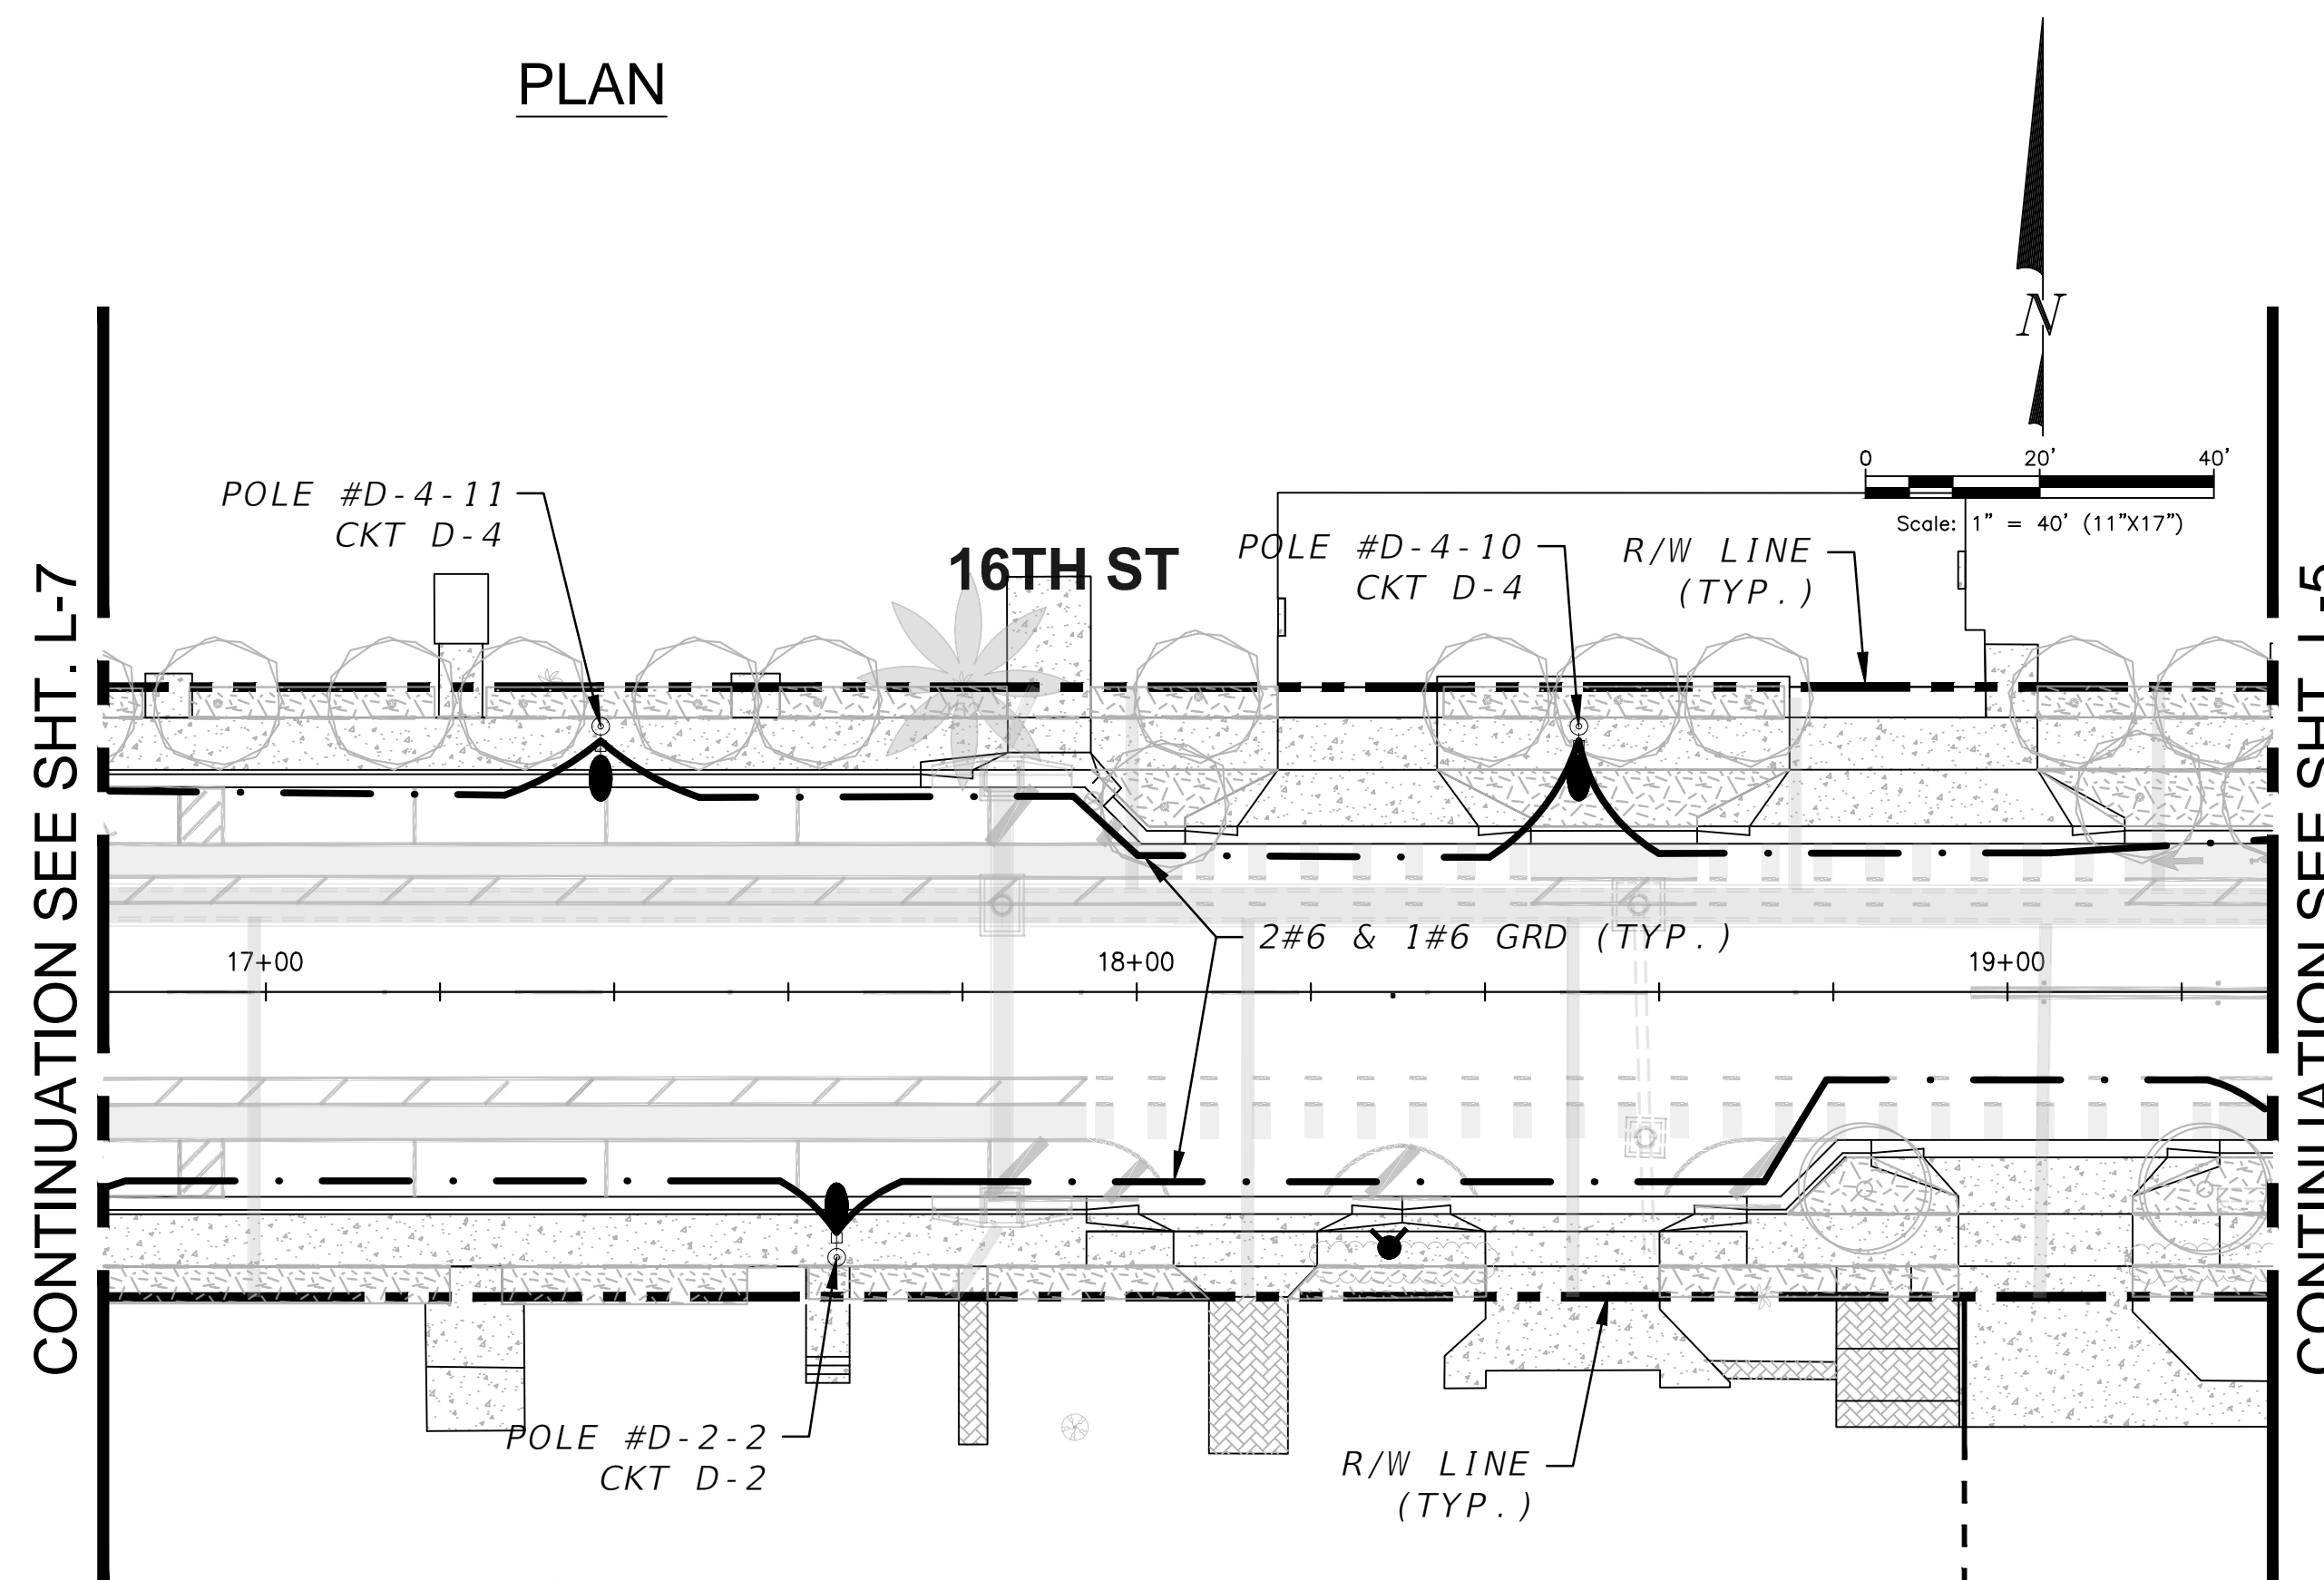 PLAN
N
0 20' 40'
Scale: 1" = 40' (11"X17")
POLE #D-4-11
CKT D-4
16TH ST
POLE #D-4-10
CKT D-4
R/W LINE
(TYP.)
CONTINUATION SEE SHT. L-7
CONTINUATION SEE SHT. L-5
2#6 & 1#6 GRD (TYP.)
17+00
18+00
19+00
POLE #D-2-2
CKT D-2
R/W LINE
(TYP.)